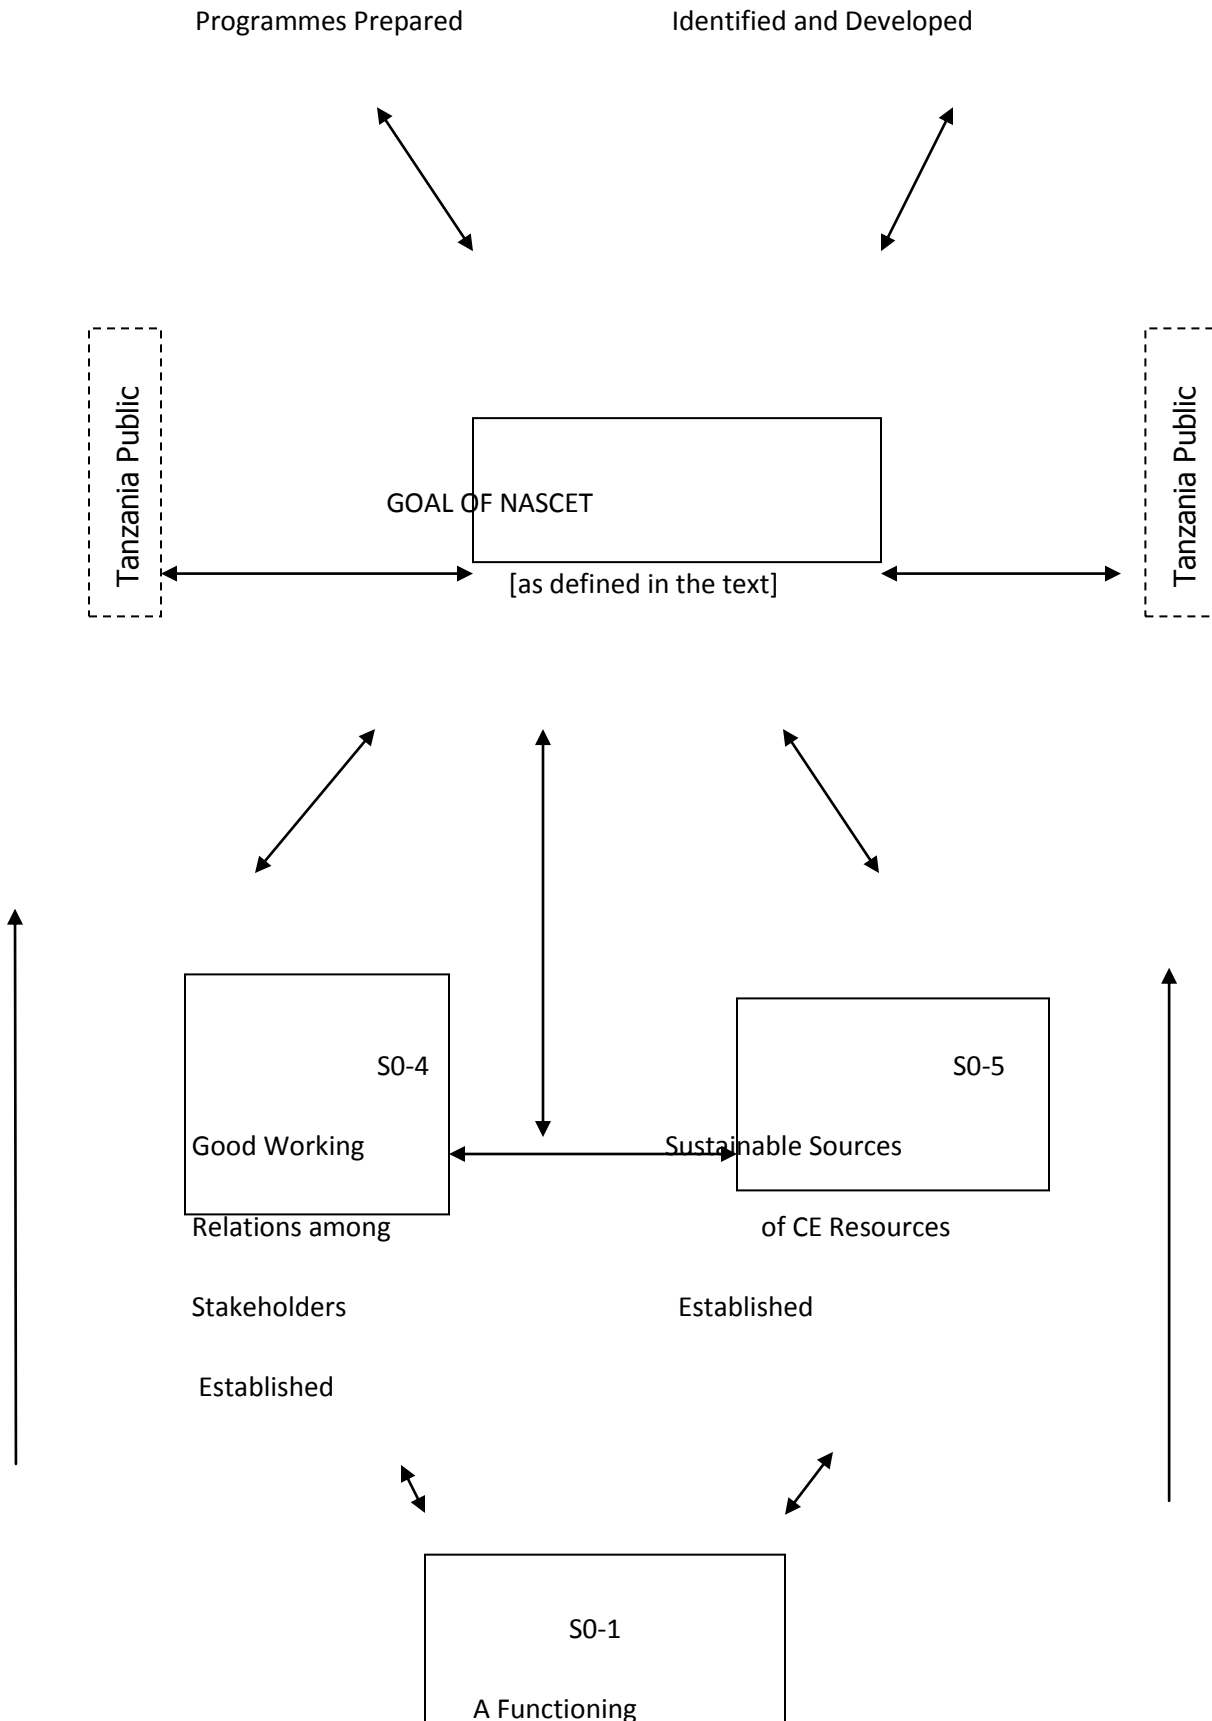 Programmes Prepared Identified and Developed
Tanzania Public
Tanzania Public
GOAL OF NASCET
[as defined in the text]
S0-4 S0-5
Good Working Sustainable Sources
Relations among of CE Resources
Stakeholders Established
Established
S0-1
A Functioning